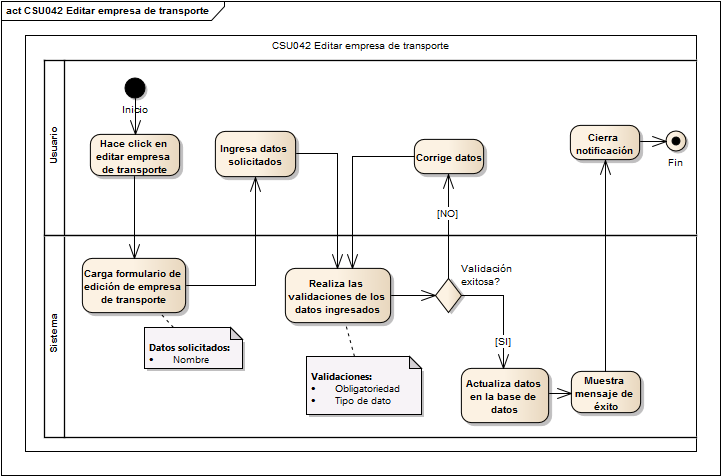 act CSU042 Editar empresa de transporte
CSU042 Editar empresa de transporte
Usuario
Inicio
Hace click en
editar empresa
de transporte
Ingresa datos
solicitados
Corrige datos
Cierra
notificación
Fin
[NO]
Sistema
Carga formulario de
edición de empresa
de transporte
Datos solicitados:
• Nombre
Realiza las
validaciones de los
datos ingresados
Validaciones:
• Obligatoriedad
• Tipo de dato
Validación
exitosa?
[SI]
Actualiza datos
en la base de
datos
Muestra
mensaje de
éxito